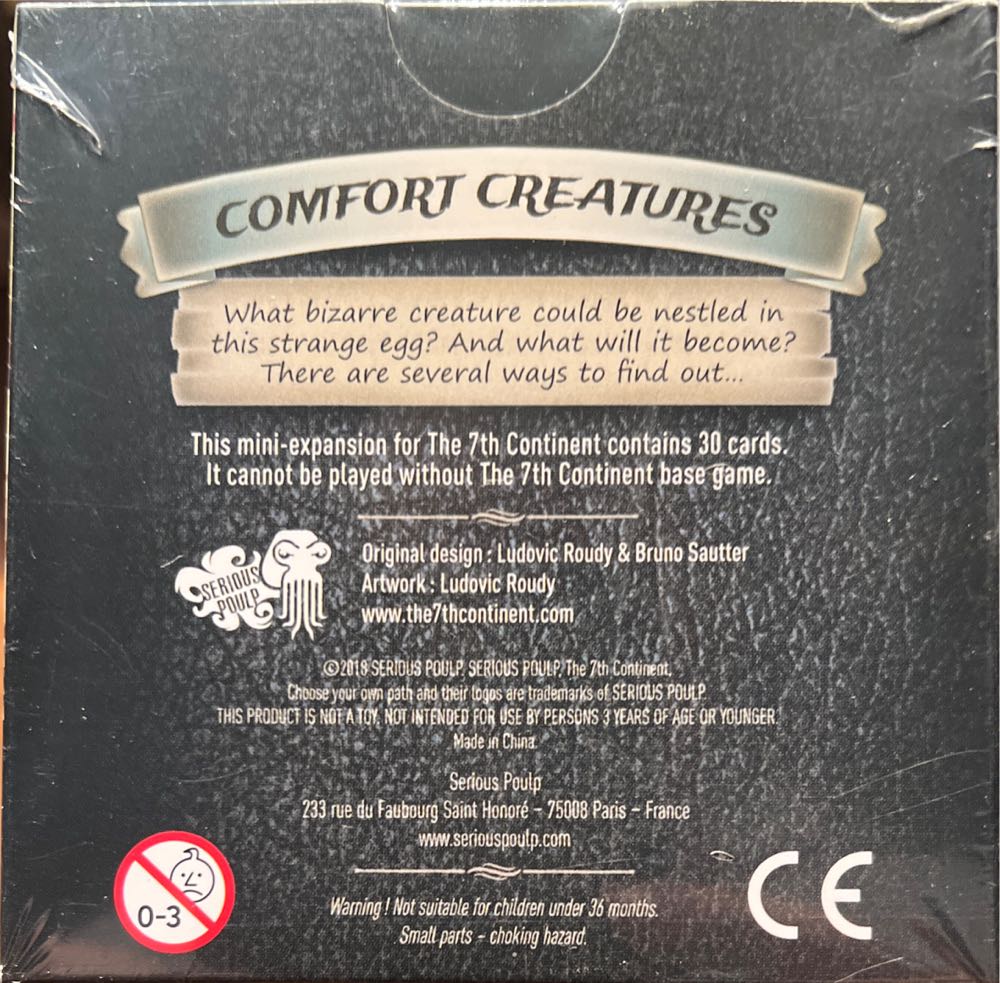 COMFORT CREATURES
What bizarre creature could be nestled in
this strange egg? And what will it become?
There are several ways to find out...
This mini-expansion for The 7th Continent contains 30 cards.
It cannot be played without The 7th Continent base game.
SERIOUS
POULP
Original design : Ludovic Roudy & Bruno Sautter
Artwork : Ludovic Roudy
www.the7thcontinent.com
©2018 SERIOUS POULP. SERIOUS POULP, The 7th Continent,
Choose your own path and their logos are trademarks of SERIOUS POULP.
THIS PRODUCT IS NOT A TOY. NOT INTENDED FOR USE BY PERSONS 3 YEARS OF AGE OR YOUNGER.
Made in China.
Serious Poulp
233 rue du Faubourg Saint Honoré – 75008 Paris – France
www.seriouspoulp.com
0-3
Warning ! Not suitable for children under 36 months.
Small parts – choking hazard.
CE